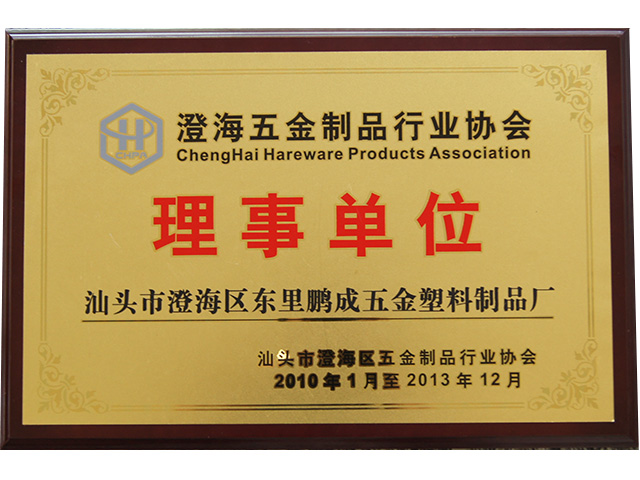 CHPA
澄海五金制品行业协会
ChengHai Hareware Products Association
理事单位
汕头市澄海区东里鹏成五金塑料制品厂
汕头市澄海区五金制品行业协会
2010年1月至2013年12月